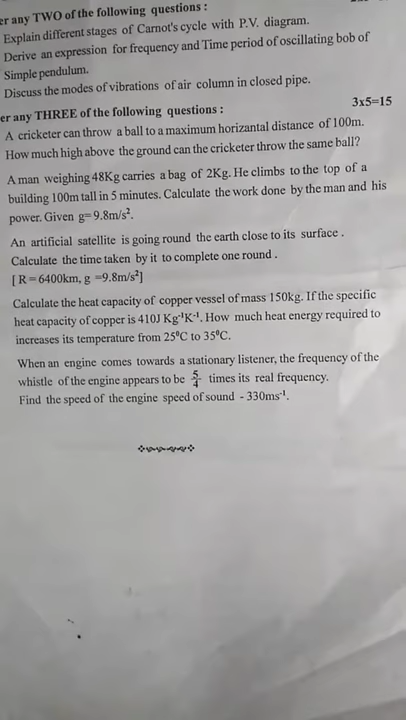 er any TWO of the following questions :
Explain different stages of Carnot's cycle with P.V. diagram.
Derive an expression for frequency and Time period of oscillating bob of
Simple pendulum.
Discuss the modes of vibrations of air column in closed pipe.
er any THREE of the following questions : 3x5=15
A cricketer can throw a ball to a maximum horizantal distance of 100m.
How much high above the ground can the cricketer throw the same ball?
A man weighing 48Kg carries a bag of 2Kg. He climbs to the top of a
building 100m tall in 5 minutes. Calculate the work done by the man and his
power. Given g=9.8m/s².
An artificial satellite is going round the earth close to its surface .
Calculate the time taken by it to complete one round .
[ R=6400km, g =9.8m/s²]
Calculate the heat capacity of copper vessel of mass 150kg. If the specific
heat capacity of copper is 410J Kg⁻¹K⁻¹. How much heat energy required to
increases its temperature from 25⁰C to 35⁰C.
When an engine comes towards a stationary listener, the frequency of the
whistle of the engine appears to be 5/4 times its real frequency.
Find the speed of the engine speed of sound - 330ms⁻¹.